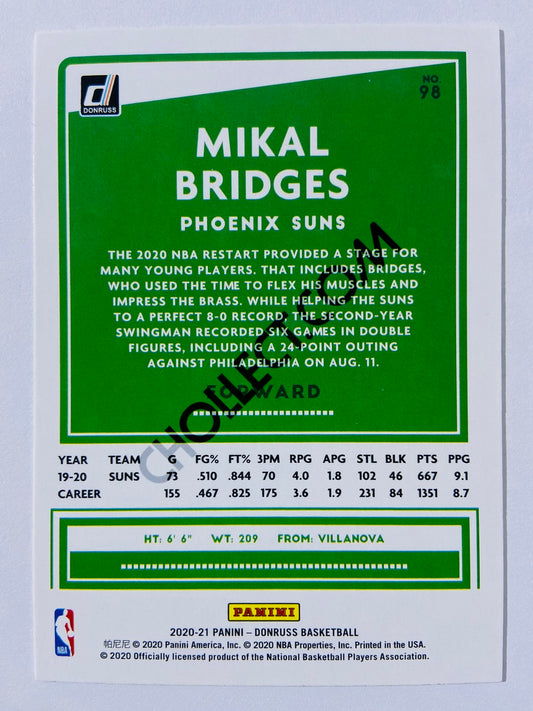 DONRUSS
NO.
98
MIKAL
BRIDGES
PHOENIX SUNS
THE 2020 NBA RESTART PROVIDED A STAGE FOR
MANY YOUNG PLAYERS. THAT INCLUDES BRIDGES,
WHO USED THE TIME TO FLEX HIS MUSCLES AND
IMPRESS THE BRASS. WHILE HELPING THE SUNS
TO A PERFECT 8-0 RECORD, THE SECOND-YEAR
SWINGMAN RECORDED SIX GAMES IN DOUBLE
FIGURES, INCLUDING A 24-POINT OUTING
AGAINST PHILADELPHIA ON AUG. 11.
FORWARD
CHOLLECT.COM
YEAR TEAM G FG% FT% 3PM RPG APG STL BLK PTS PPG
19-20 SUNS 73 .510 .844 70 4.0 1.8 102 46 667 9.1
CAREER 155 .467 .825 175 3.6 1.9 231 84 1351 8.7
HT: 6' 6" WT: 209 FROM: VILLANOVA
PANINI
NBA
2020-21 PANINI – DONRUSS BASKETBALL
帕尼尼 © 2020 Panini America, Inc. © 2020 NBA Properties, Inc. Printed in the USA.
© 2020 Officially licensed product of the National Basketball Players Association.